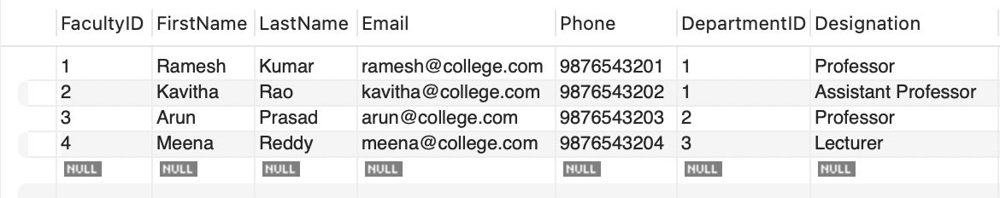 FacultyID FirstName LastName Email Phone DepartmentID Designation
1 Ramesh Kumar ramesh@college.com 9876543201 1 Professor
2 Kavitha Rao kavitha@college.com 9876543202 1 Assistant Professor
3 Arun Prasad arun@college.com 9876543203 2 Professor
4 Meena Reddy meena@college.com 9876543204 3 Lecturer
NULL NULL NULL NULL NULL NULL NULL